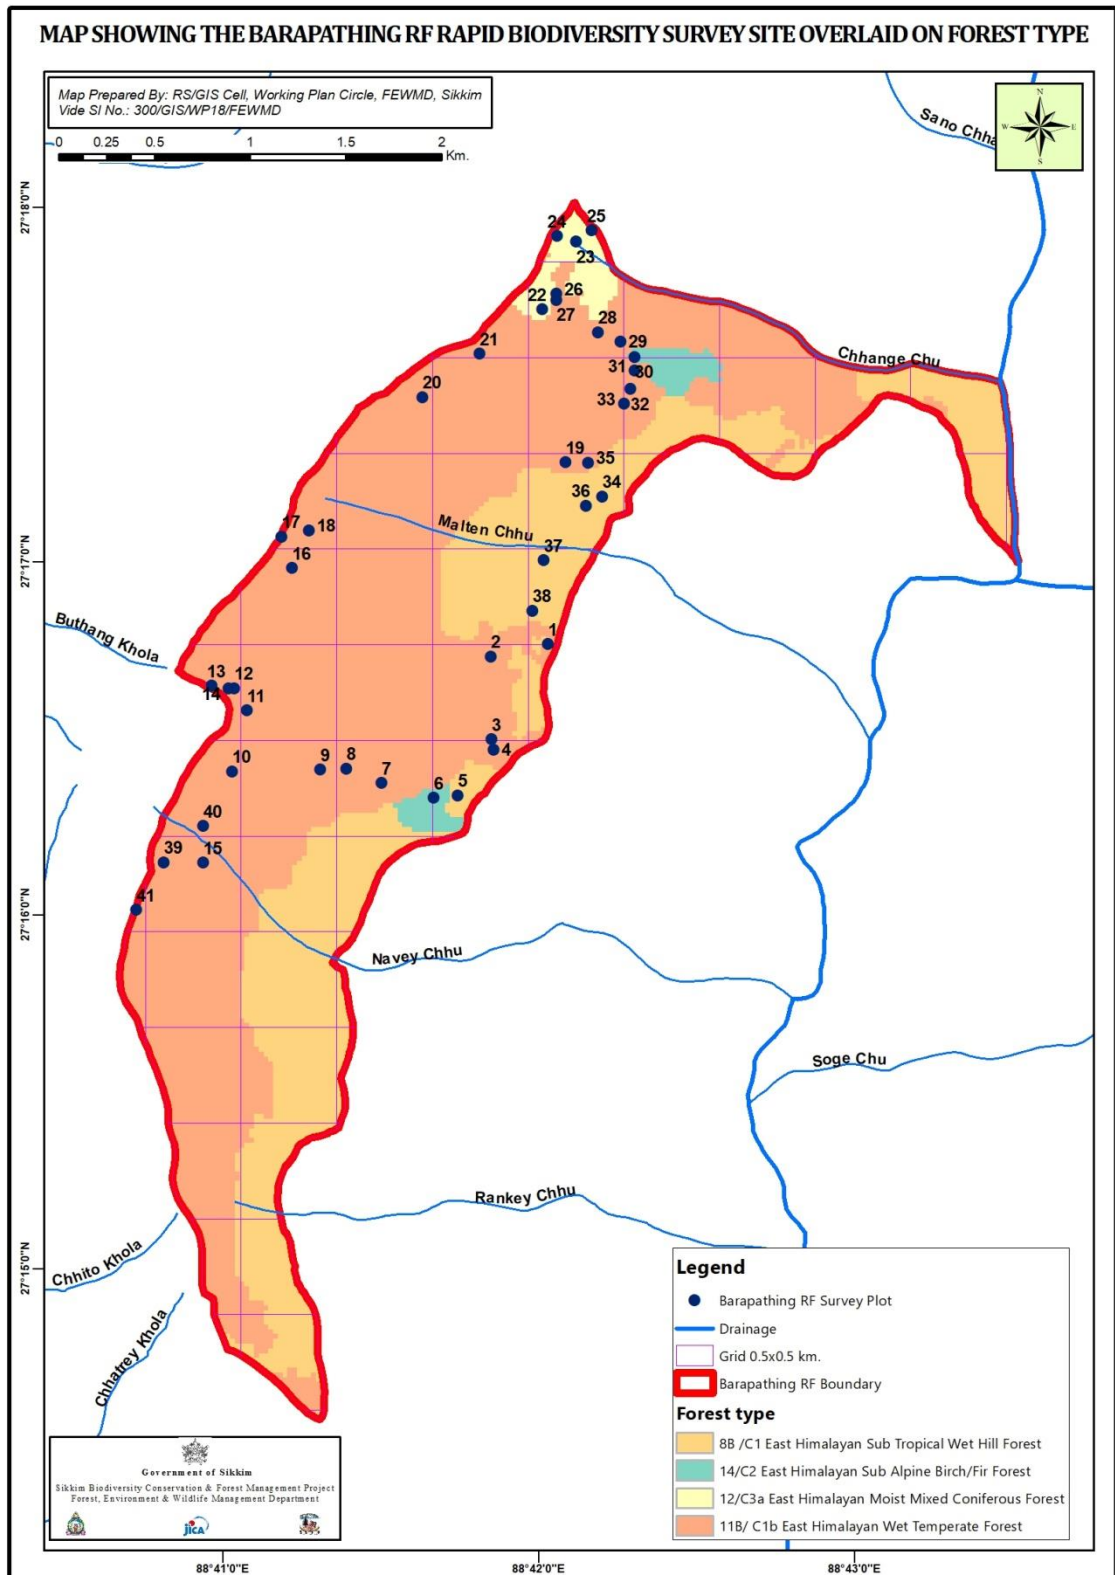 MAP SHOWING THE BARAPATHING RF RAPID BIODIVERSITY SURVEY SITE OVERLAID ON FOREST TYPE
Map Prepared By: RS/GIS Cell, Working Plan Circle, FEWMD, Sikkim
Vide Sl No.: 300/GIS/WP18/FEWMD
0 0.25 0.5 1 1.5 2
Km.
N
W E
S
Sano Chha
27°18'0"N
24 25
23
26
22
27
28
21
29
Chhange Chu
31 30
20
33 32
19 35
34
36
17 18
Malten Chhu
37
16
27°17'0"N
38
1
Buthang Khola
2
13 12
14 11
3
4
10 9 8
7
6 5
40
39 15
41
27°16'0"N
Navey Chhu
Soge Chu
Rankey Chhu
Chhito Khola
27°15'0"N
Chhatrey Khola
Legend
Barapathing RF Survey Plot
Drainage
Grid 0.5x0.5 km.
Barapathing RF Boundary
Forest type
8B /C1 East Himalayan Sub Tropical Wet Hill Forest
14/C2 East Himalayan Sub Alpine Birch/Fir Forest
12/C3a East Himalayan Moist Mixed Coniferous Forest
11B/ C1b East Himalayan Wet Temperate Forest
Government of Sikkim
Sikkim Biodiversity Conservation & Forest Management Project
Forest, Environment & Wildlife Management Department
jICA
88°41'0"E 88°42'0"E 88°43'0"E